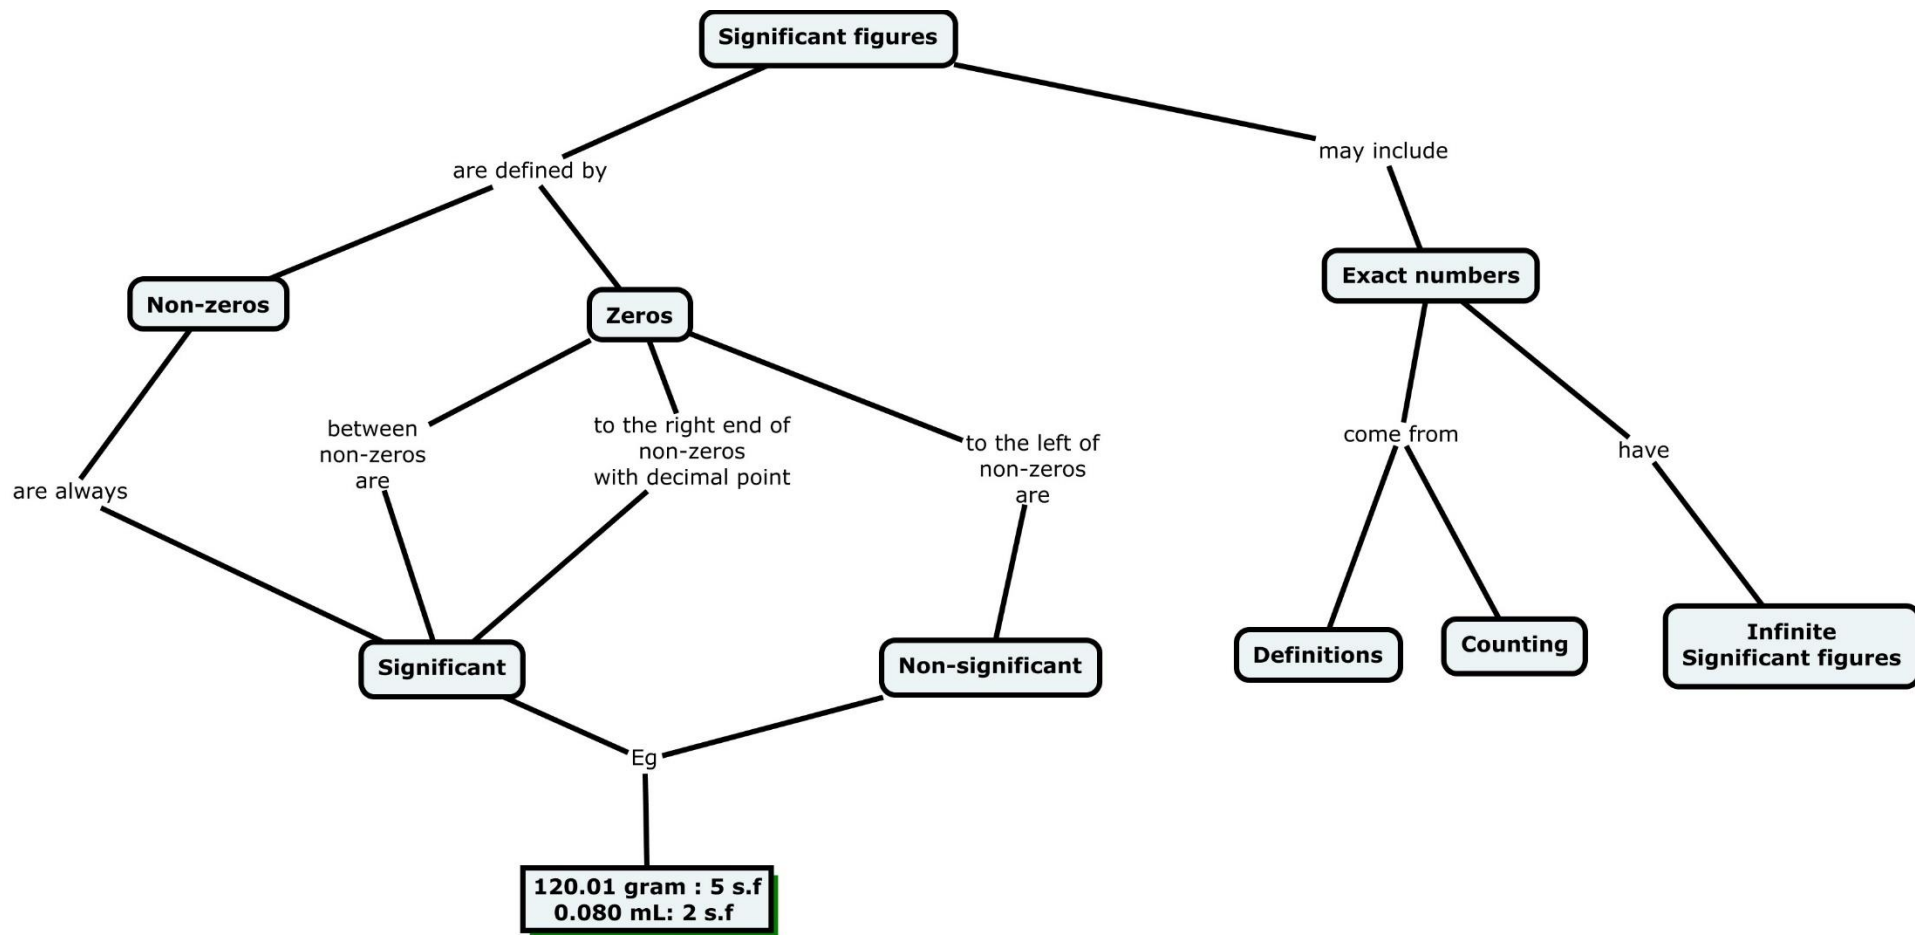 Significant figures
are defined by
may include
Non-zeros
Zeros
Exact numbers
are always
between
non-zeros
are
to the right end of
non-zeros
with decimal point
to the left of
non-zeros
are
come from
have
Significant
Non-significant
Definitions
Counting
Infinite
Significant figures
Eg
120.01 gram : 5 s.f
0.080 mL: 2 s.f